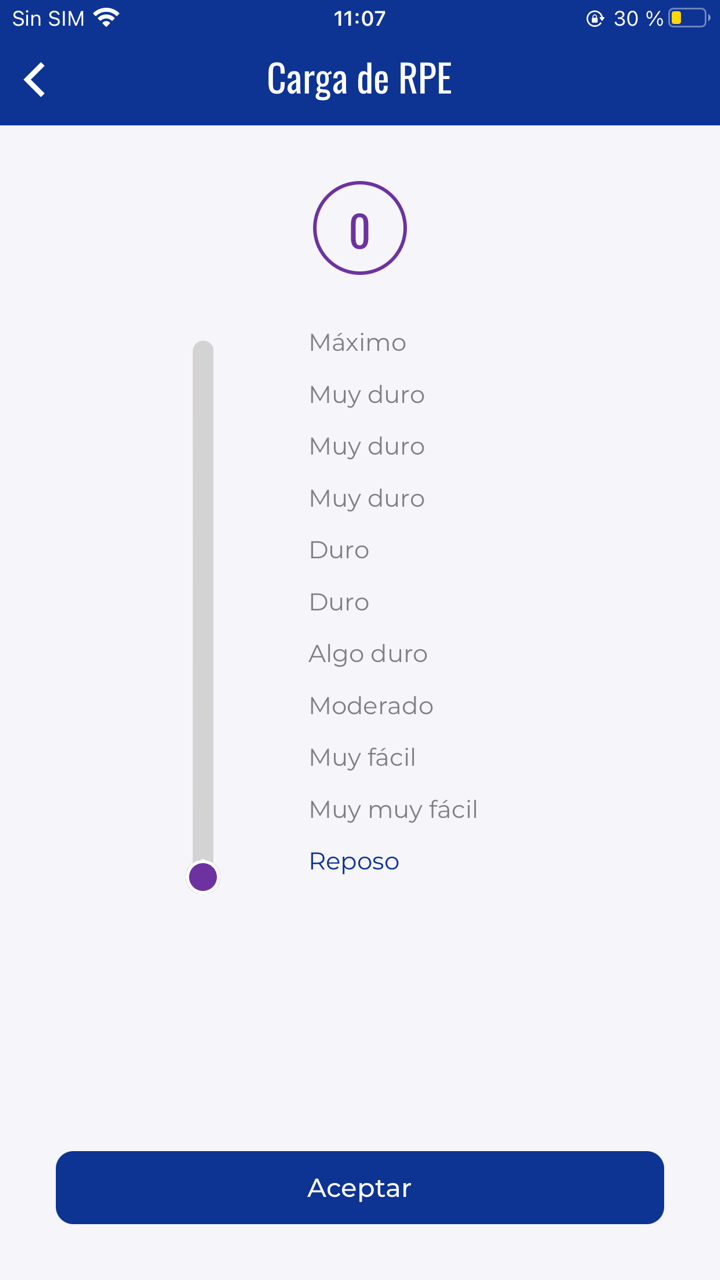 Sin SIM 11:07 30 %
Carga de RPE
0
Máximo
Muy duro
Muy duro
Muy duro
Duro
Duro
Algo duro
Moderado
Muy fácil
Muy muy fácil
Reposo
Aceptar